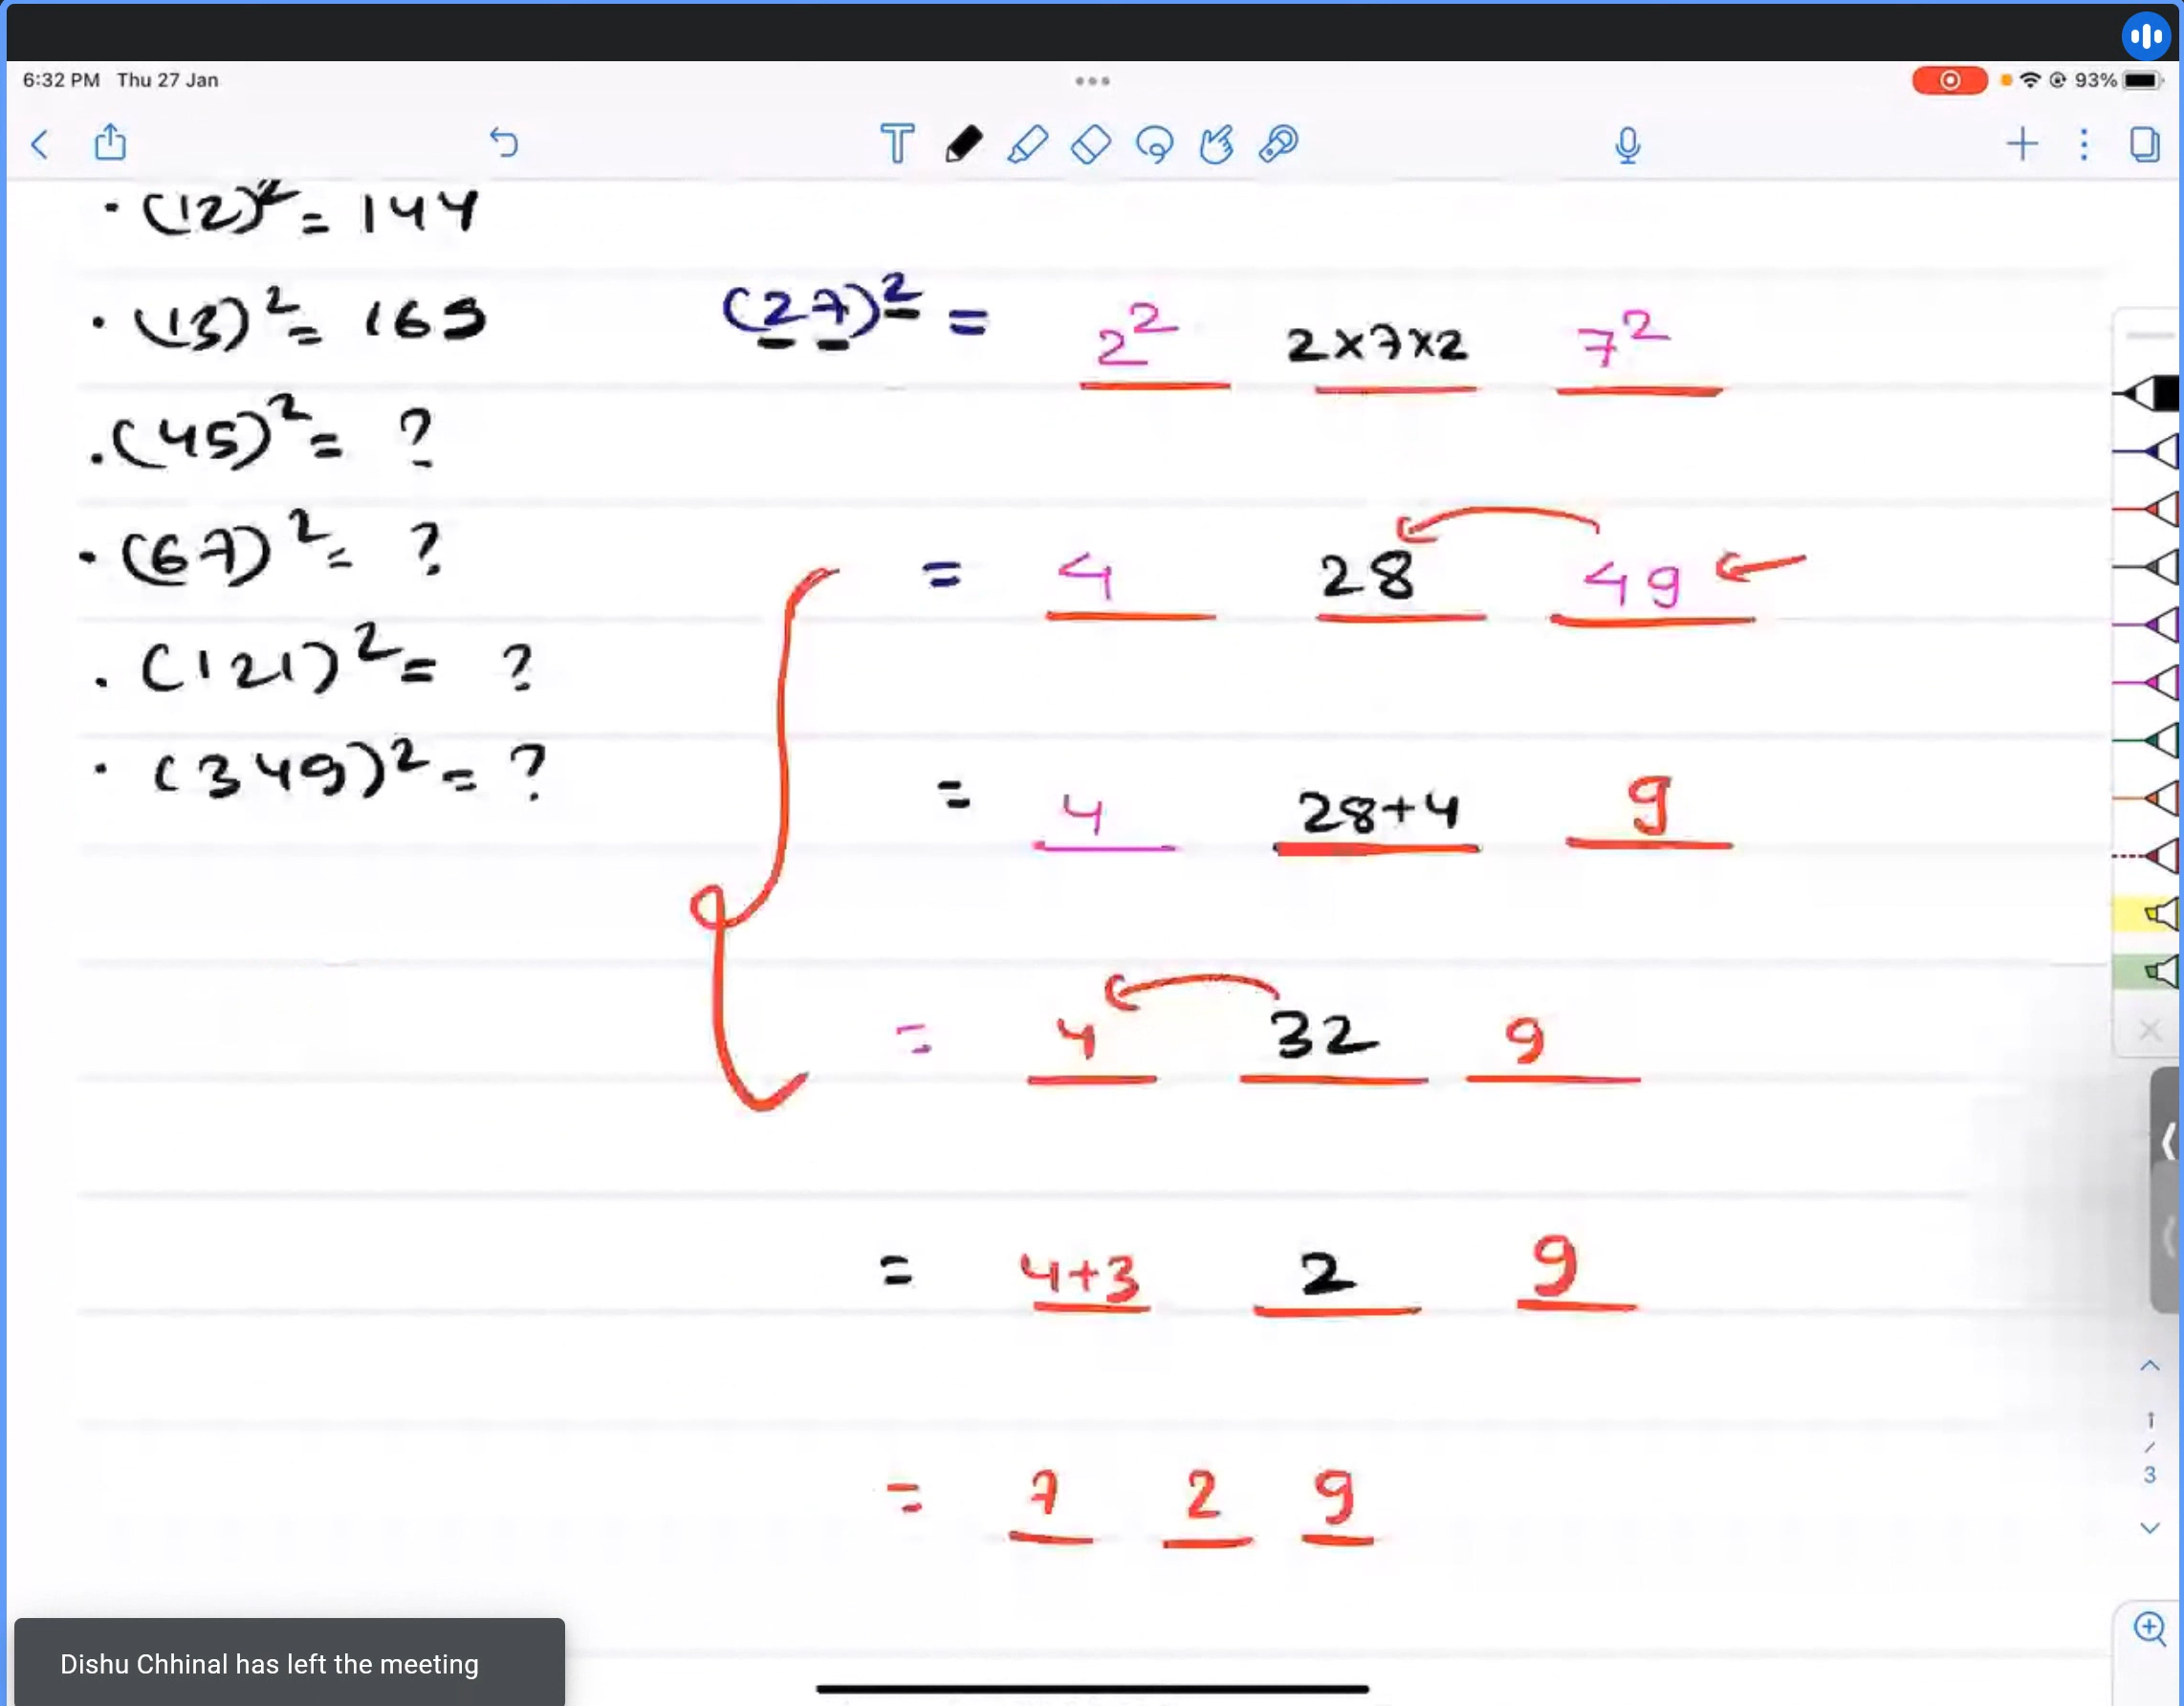 6:32 PM Thu 27 Jan
93%
T
· (12)² = 144
· (13)² = 169
(27)² = 2² 2×7×2 7²
· (45)² = ?
· (67)² = ?
= 4 28 49
· (121)² = ?
· (349)² = ?
= 4 28+4 9
= 4 32 9
= 4+3 2 9
1
/
3
= 7 2 9
Dishu Chhinal has left the meeting